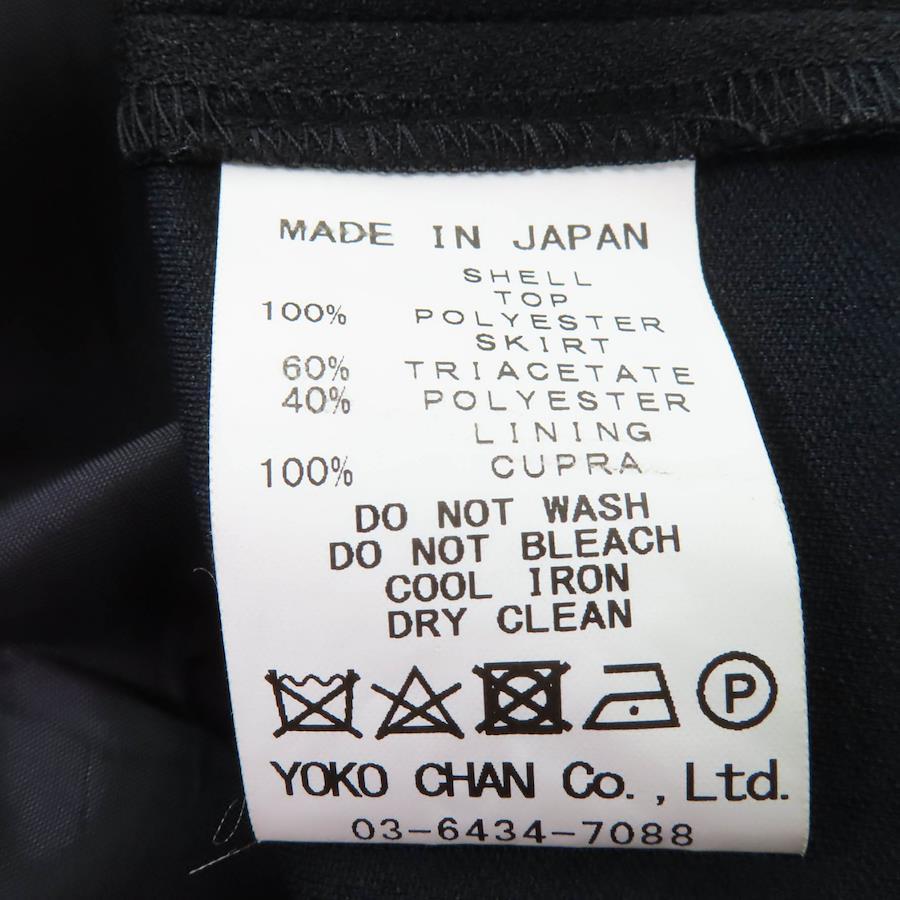 MADE IN JAPAN
SHELL
TOP
100% POLYESTER
SKIRT
60% TRIACETATE
40% POLYESTER
LINING
100% CUPRA
DO NOT WASH
DO NOT BLEACH
COOL IRON
DRY CLEAN
P
YOKO CHAN Co., Ltd.
03-6434-7088